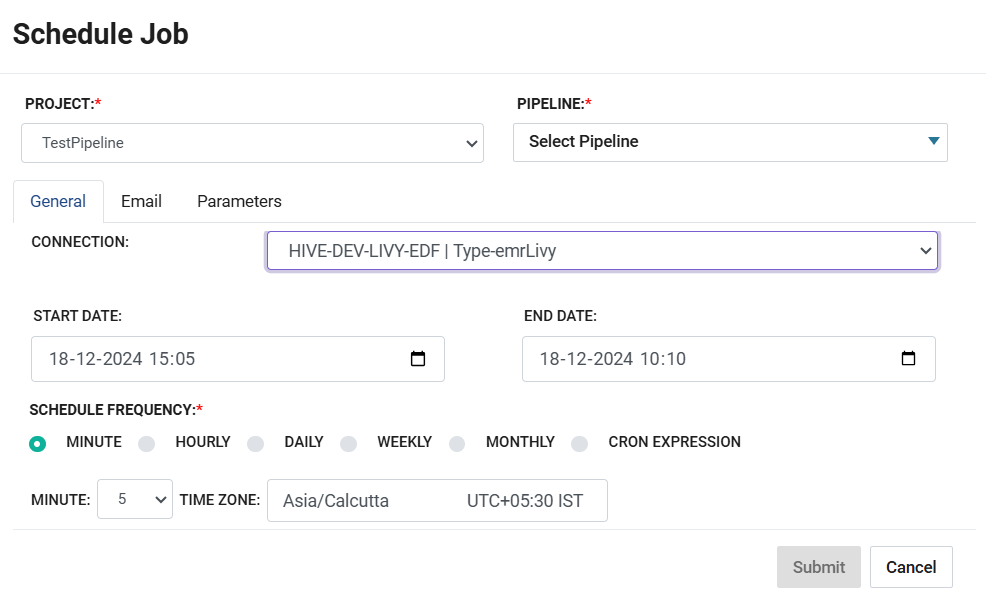 Schedule Job
PROJECT:* PIPELINE:*
TestPipeline Select Pipeline
General Email Parameters
CONNECTION: HIVE-DEV-LIVY-EDF | Type-emrLivy
START DATE: END DATE:
18-12-2024 15:05 18-12-2024 10:10
SCHEDULE FREQUENCY:*
MINUTE HOURLY DAILY WEEKLY MONTHLY CRON EXPRESSION
MINUTE: 5 TIME ZONE: Asia/Calcutta UTC+05:30 IST
Submit Cancel